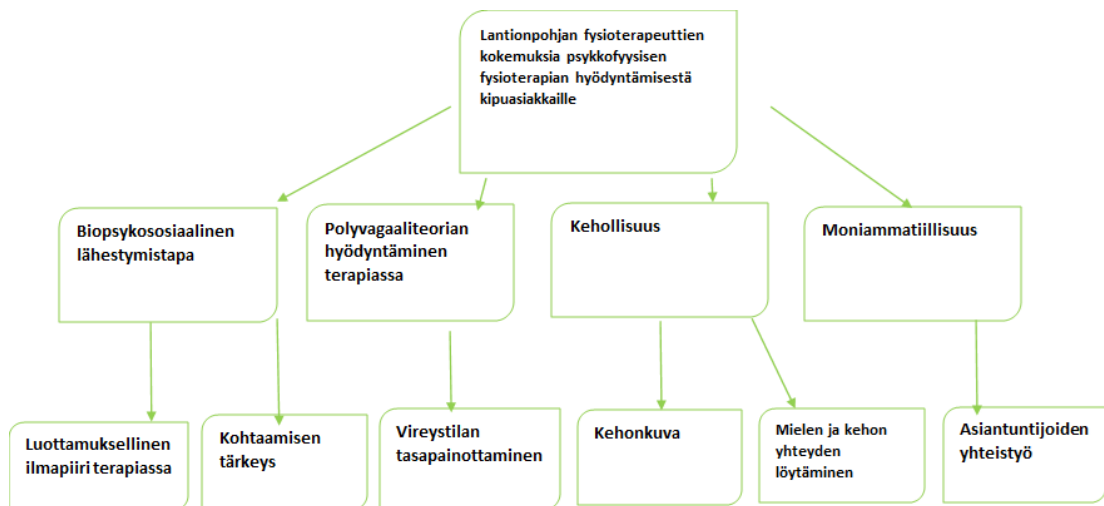 Lantionpohjan fysioterapeuttien
kokemuksia psykkofyysisen
fysioterapian hyödyntämisestä
kipuasiakkaille
Biopsykososiaalinen
lähestymistapa
Polyvagaaliteorian
hyödyntäminen
terapiassa
Kehollisuus
Moniammatiillisuus
Luottamuksellinen
ilmapiiri terapiassa
Kohtaamisen
tärkeys
Vireystilan
tasapainottaminen
Kehonkuva
Mielen ja kehon
yhteyden
löytäminen
Asiantuntijoiden
yhteistyö